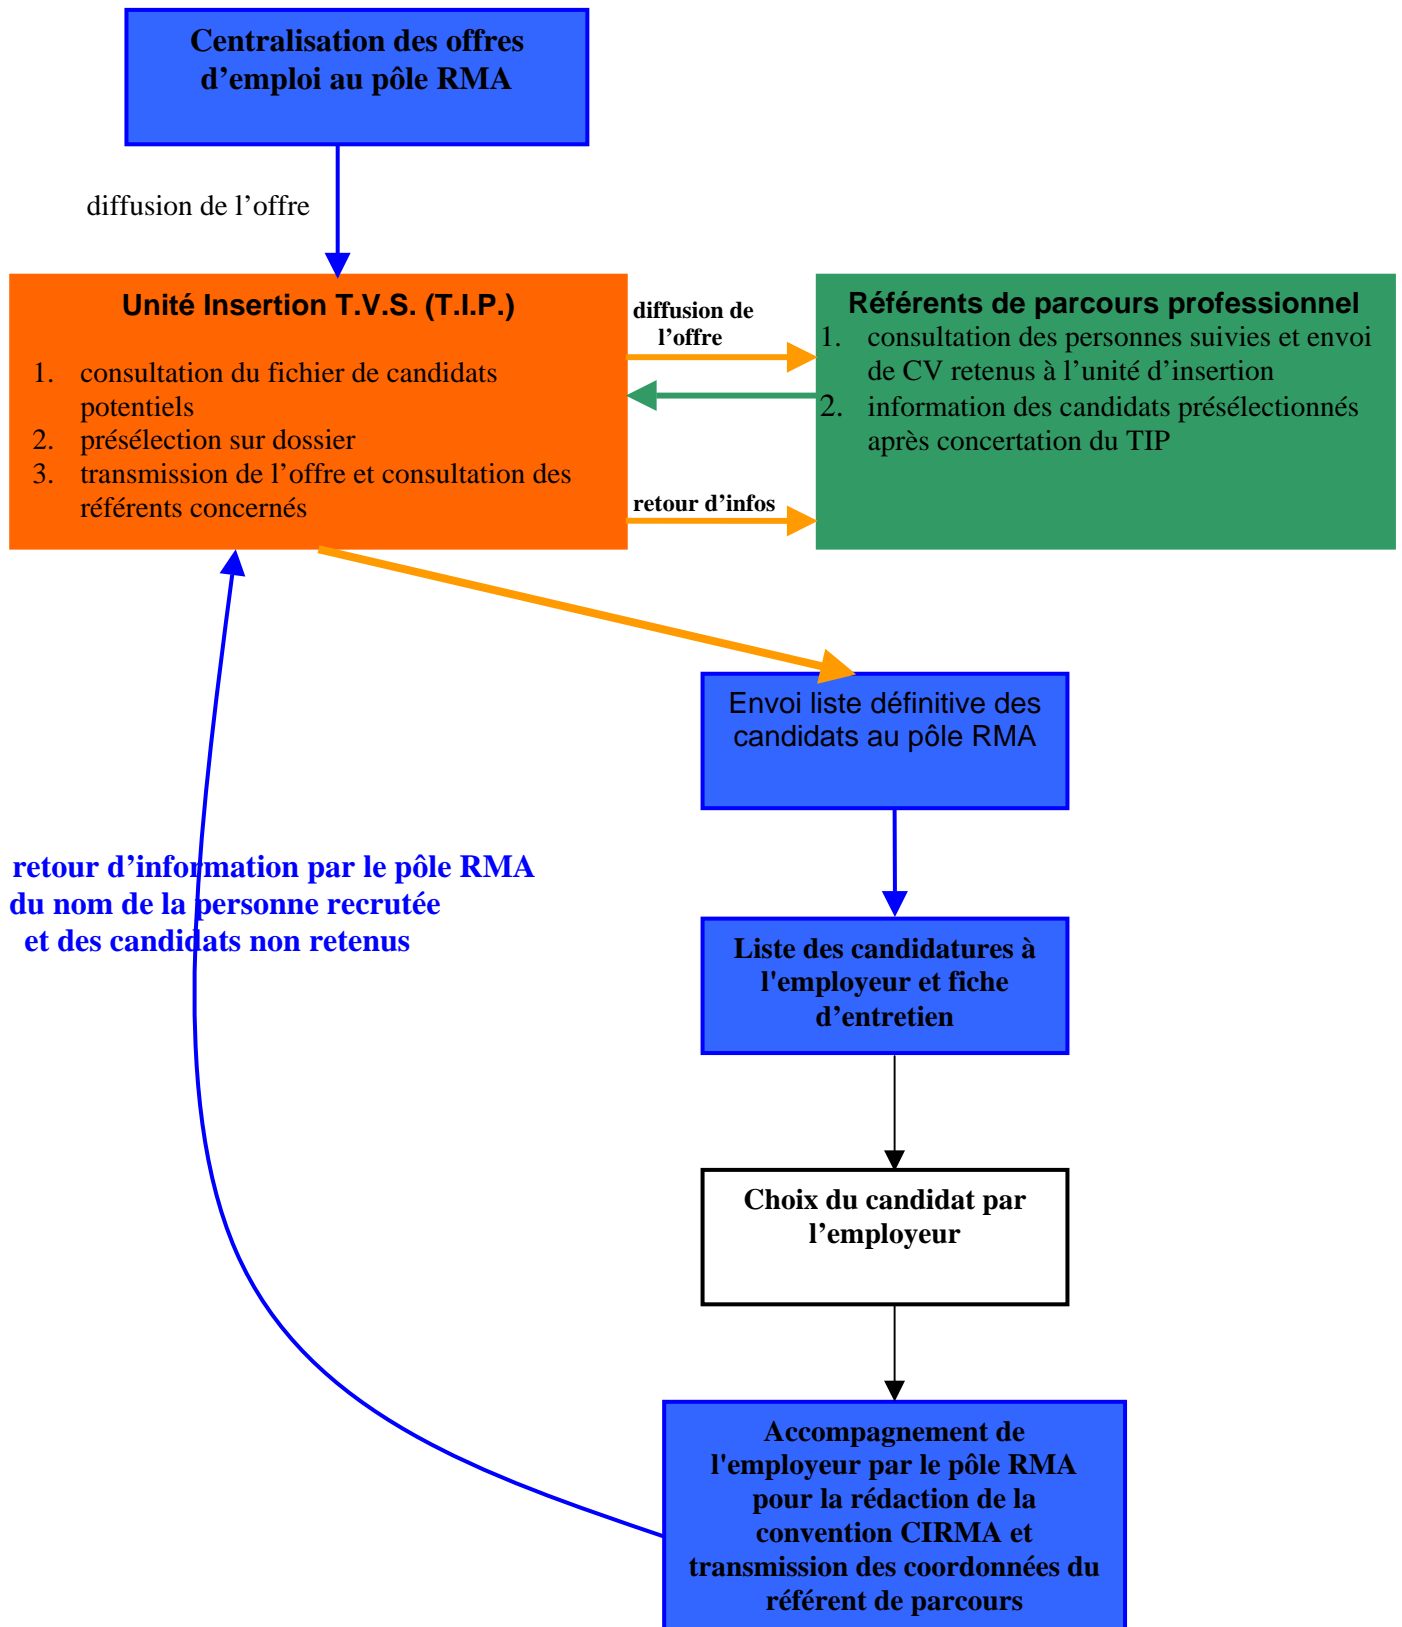 Centralisation des offres
d’emploi au pôle RMA
diffusion de l’offre
Unité Insertion T.V.S. (T.I.P.)
1. consultation du fichier de candidats
potentiels
2. présélection sur dossier
3. transmission de l’offre et consultation des
référents concernés
diffusion de
l’offre
retour d’infos
Référents de parcours professionnel
1. consultation des personnes suivies et envoi
de CV retenus à l’unité d’insertion
2. information des candidats présélectionnés
après concertation du TIP
Envoi liste définitive des
candidats au pôle RMA
retour d’information par le pôle RMA
du nom de la personne recrutée
et des candidats non retenus
Liste des candidatures à
l'employeur et fiche
d’entretien
Choix du candidat par
l’employeur
Accompagnement de
l'employeur par le pôle RMA
pour la rédaction de la
convention CIRMA et
transmission des coordonnées du
référent de parcours